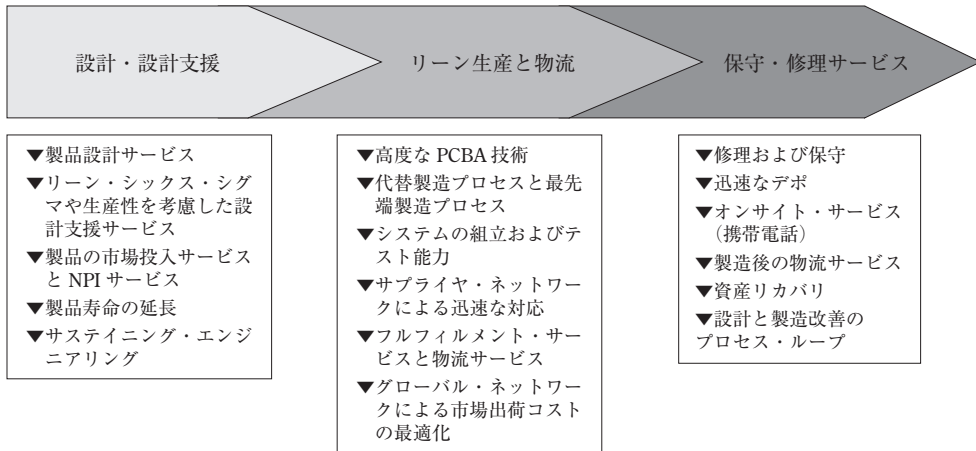 設計・設計支援
リーン生産と物流
保守・修理サービス
▼製品設計サービス
▼リーン・シックス・シグ
マや生産性を考慮した設
計支援サービス
▼製品の市場投入サービス
と NPI サービス
▼製品寿命の延長
▼サステイニング・エンジ
ニアリング
▼高度な PCBA 技術
▼代替製造プロセスと最先
端製造プロセス
▼システムの組立およびテ
スト能力
▼サプライヤ・ネットワー
クによる迅速な対応
▼フルフィルメント・サー
ビスと物流サービス
▼グローバル・ネットワー
クによる市場出荷コスト
の最適化
▼修理および保守
▼迅速なデポ
▼オンサイト・サービス
（携帯電話）
▼製造後の物流サービス
▼資産リカバリ
▼設計と製造改善の
プロセス・ループ